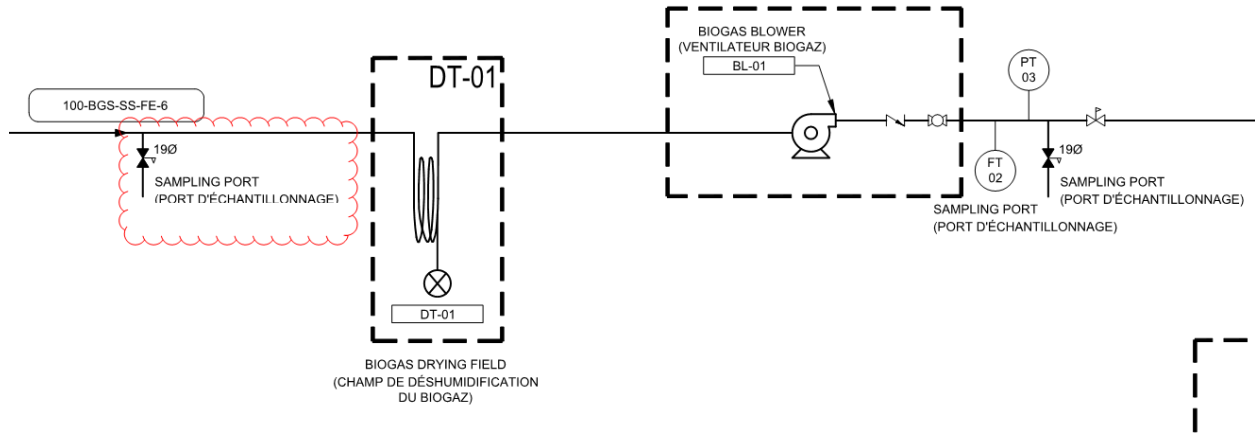 100-BGS-SS-FE-6
19Ø
SAMPLING PORT
(PORT D'ÉCHANTILLONNAGE)
DT-01
DT-01
BIOGAS DRYING FIELD
(CHAMP DE DÉSHUMIDIFICATION
DU BIOGAZ)
BIOGAS BLOWER
(VENTILATEUR BIOGAZ)
BL-01
PT
03
FT
02
19Ø
SAMPLING PORT
(PORT D'ÉCHANTILLONNAGE)
SAMPLING PORT
(PORT D'ÉCHANTILLONNAGE)